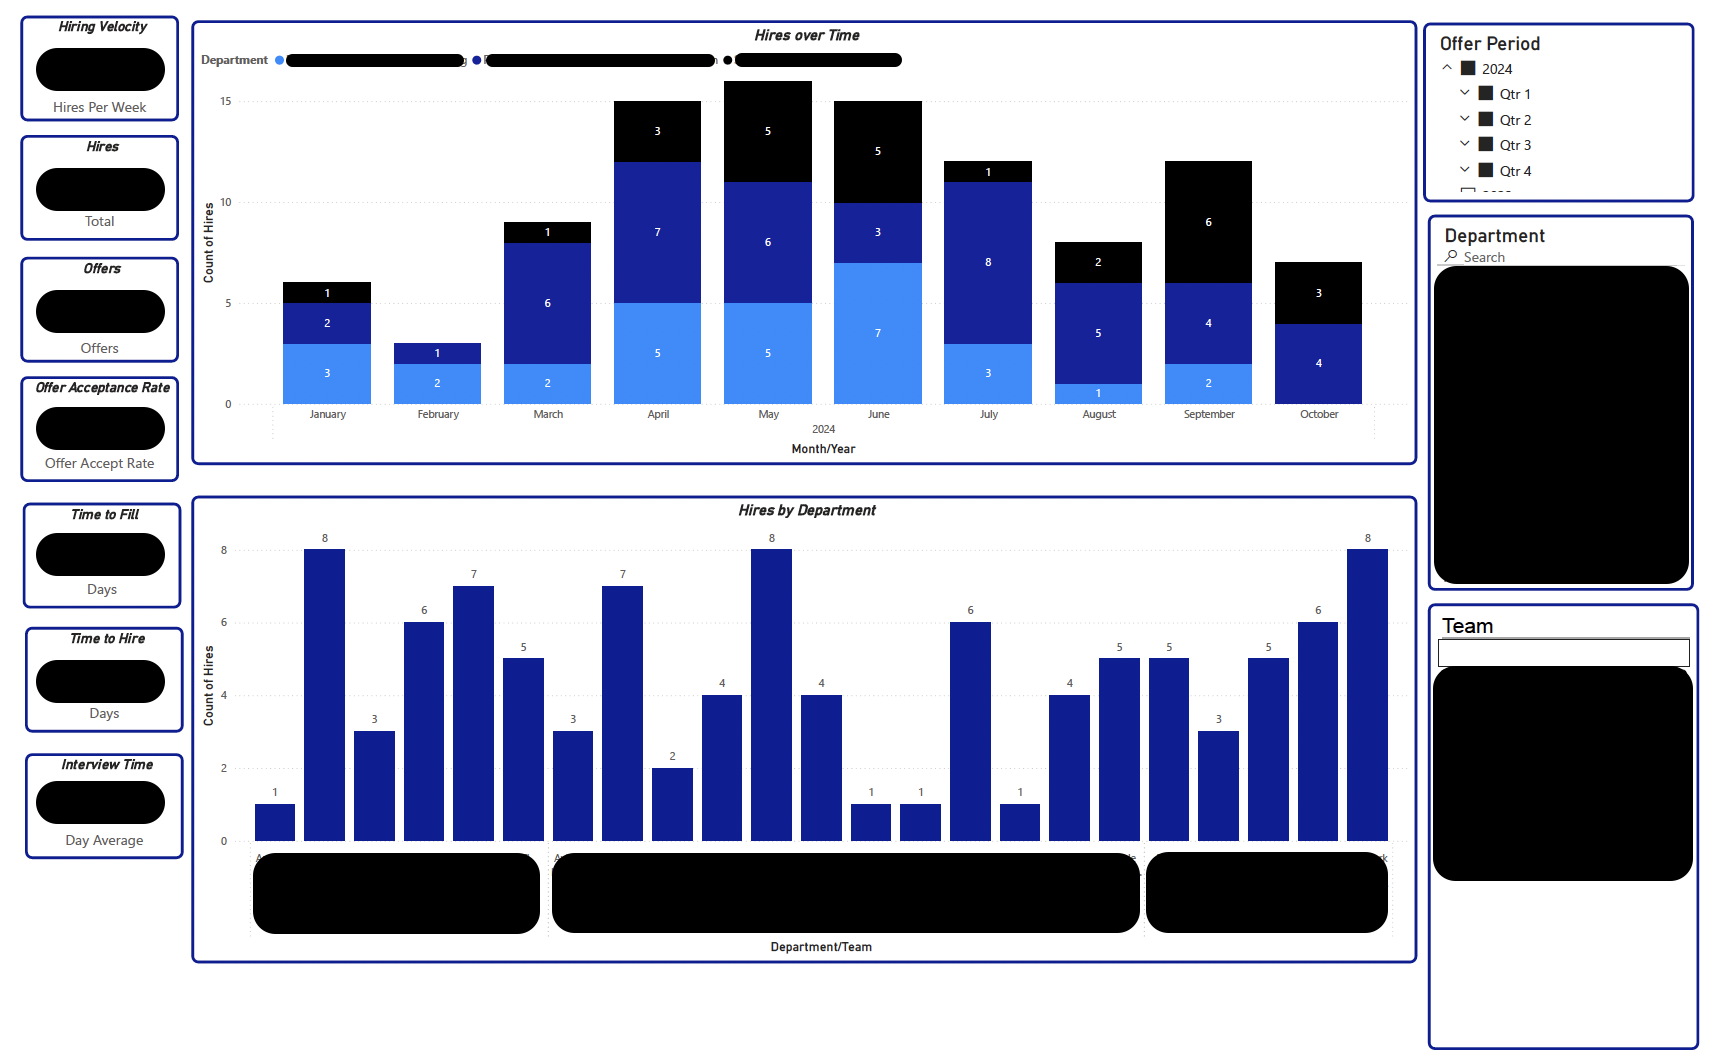 Hiring Velocity
Hires Per Week
Hires
Total
Offers
Offers
Offer Acceptance Rate
Offer Accept Rate
Time to Fill
Days
Time to Hire
Days
Interview Time
Day Average
Hires over Time
Department
Count of Hires
15
10
5
0
1
2
3
1
2
1
6
2
3
7
5
5
6
5
5
3
7
1
8
3
2
5
1
6
4
2
3
4
January February March April May June July August September October
2024
Month/Year
Hires by Department
Count of Hires
8
6
4
2
0
1 8 3 6 7 5 3 7 2 4 8 4 1 1 6 1 4 5 5 3 5 6 8
Department/Team
Offer Period
2024
Qtr 1
Qtr 2
Qtr 3
Qtr 4
Department
Search
Team